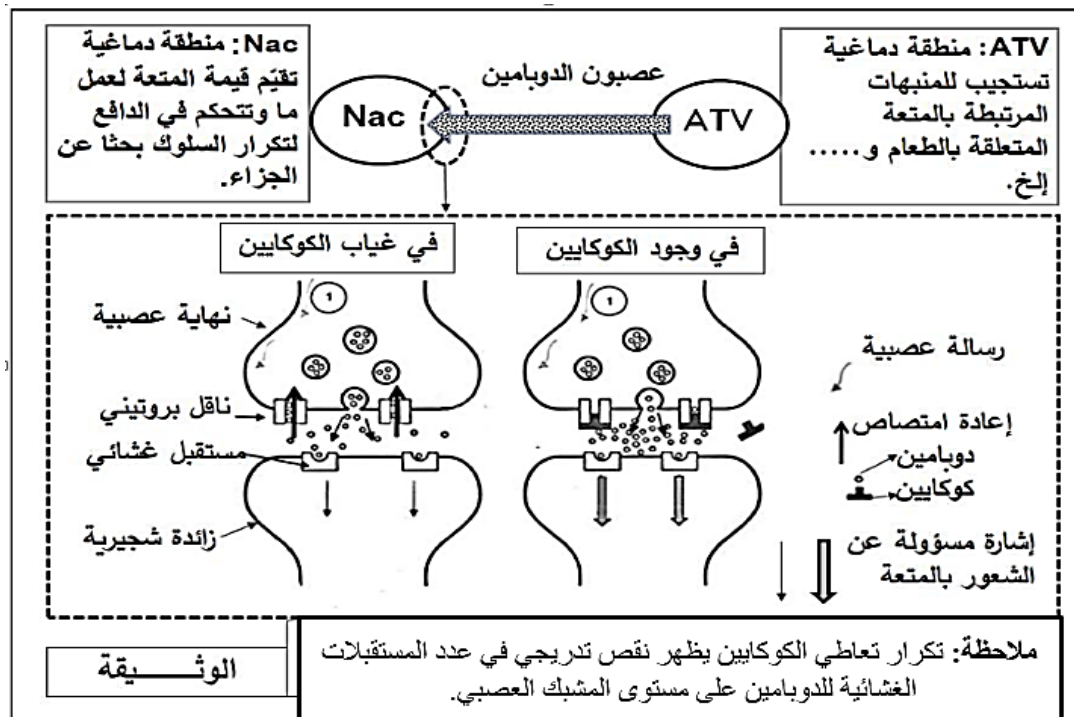 Nac: منطقة دماغية
تقيّم قيمة المتعة لعمل
ما وتتحكم في الدافع
لتكرار السلوك بحثا عن
الجزاء.
عصبون الدوبامين
Nac
ATV
ATV: منطقة دماغية
تستجيب للمنبهات
المرتبطة بالمتعة
المتعلقة بالطعام و.....
إلخ.
في وجود الكوكايين
في غياب الكوكايين
1
1
نهاية عصبية
ناقل بروتيني
مستقبل غشائي
زائدة شجيرية
رسالة عصبية
إعادة امتصاص
دوبامين
كوكايين
إشارة مسؤولة عن
الشعور بالمتعة
ملاحظة: تكرار تعاطي الكوكايين يظهر نقص تدريجي في عدد المستقبلات
الغشائية للدوبامين على مستوى المشبك العصبي.
الوثـــــيقة